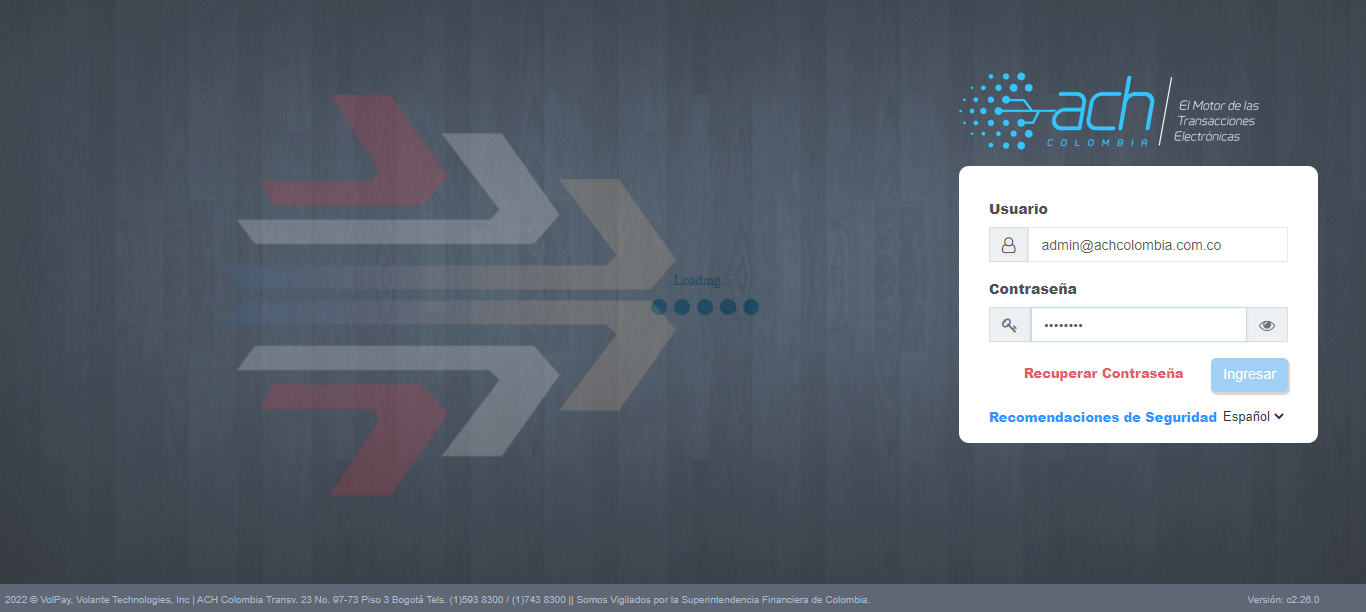 ach
COLOMBIA
El Motor de las
Transacciones
Electrónicas
Usuario
admin@achcolombia.com.co
Contraseña
••••••••
Recuperar Contraseña
Ingresar
Recomendaciones de Seguridad
Español
Loading...
2022 © VolPay, Volante Technologies, Inc | ACH Colombia Transv. 23 No. 97-73 Piso 3 Bogotá Tels. (1)593 8300 / (1)743 8300 || Somos Vigilados por la Superintendencia Financiera de Colombia.
Versión: c2.26.0